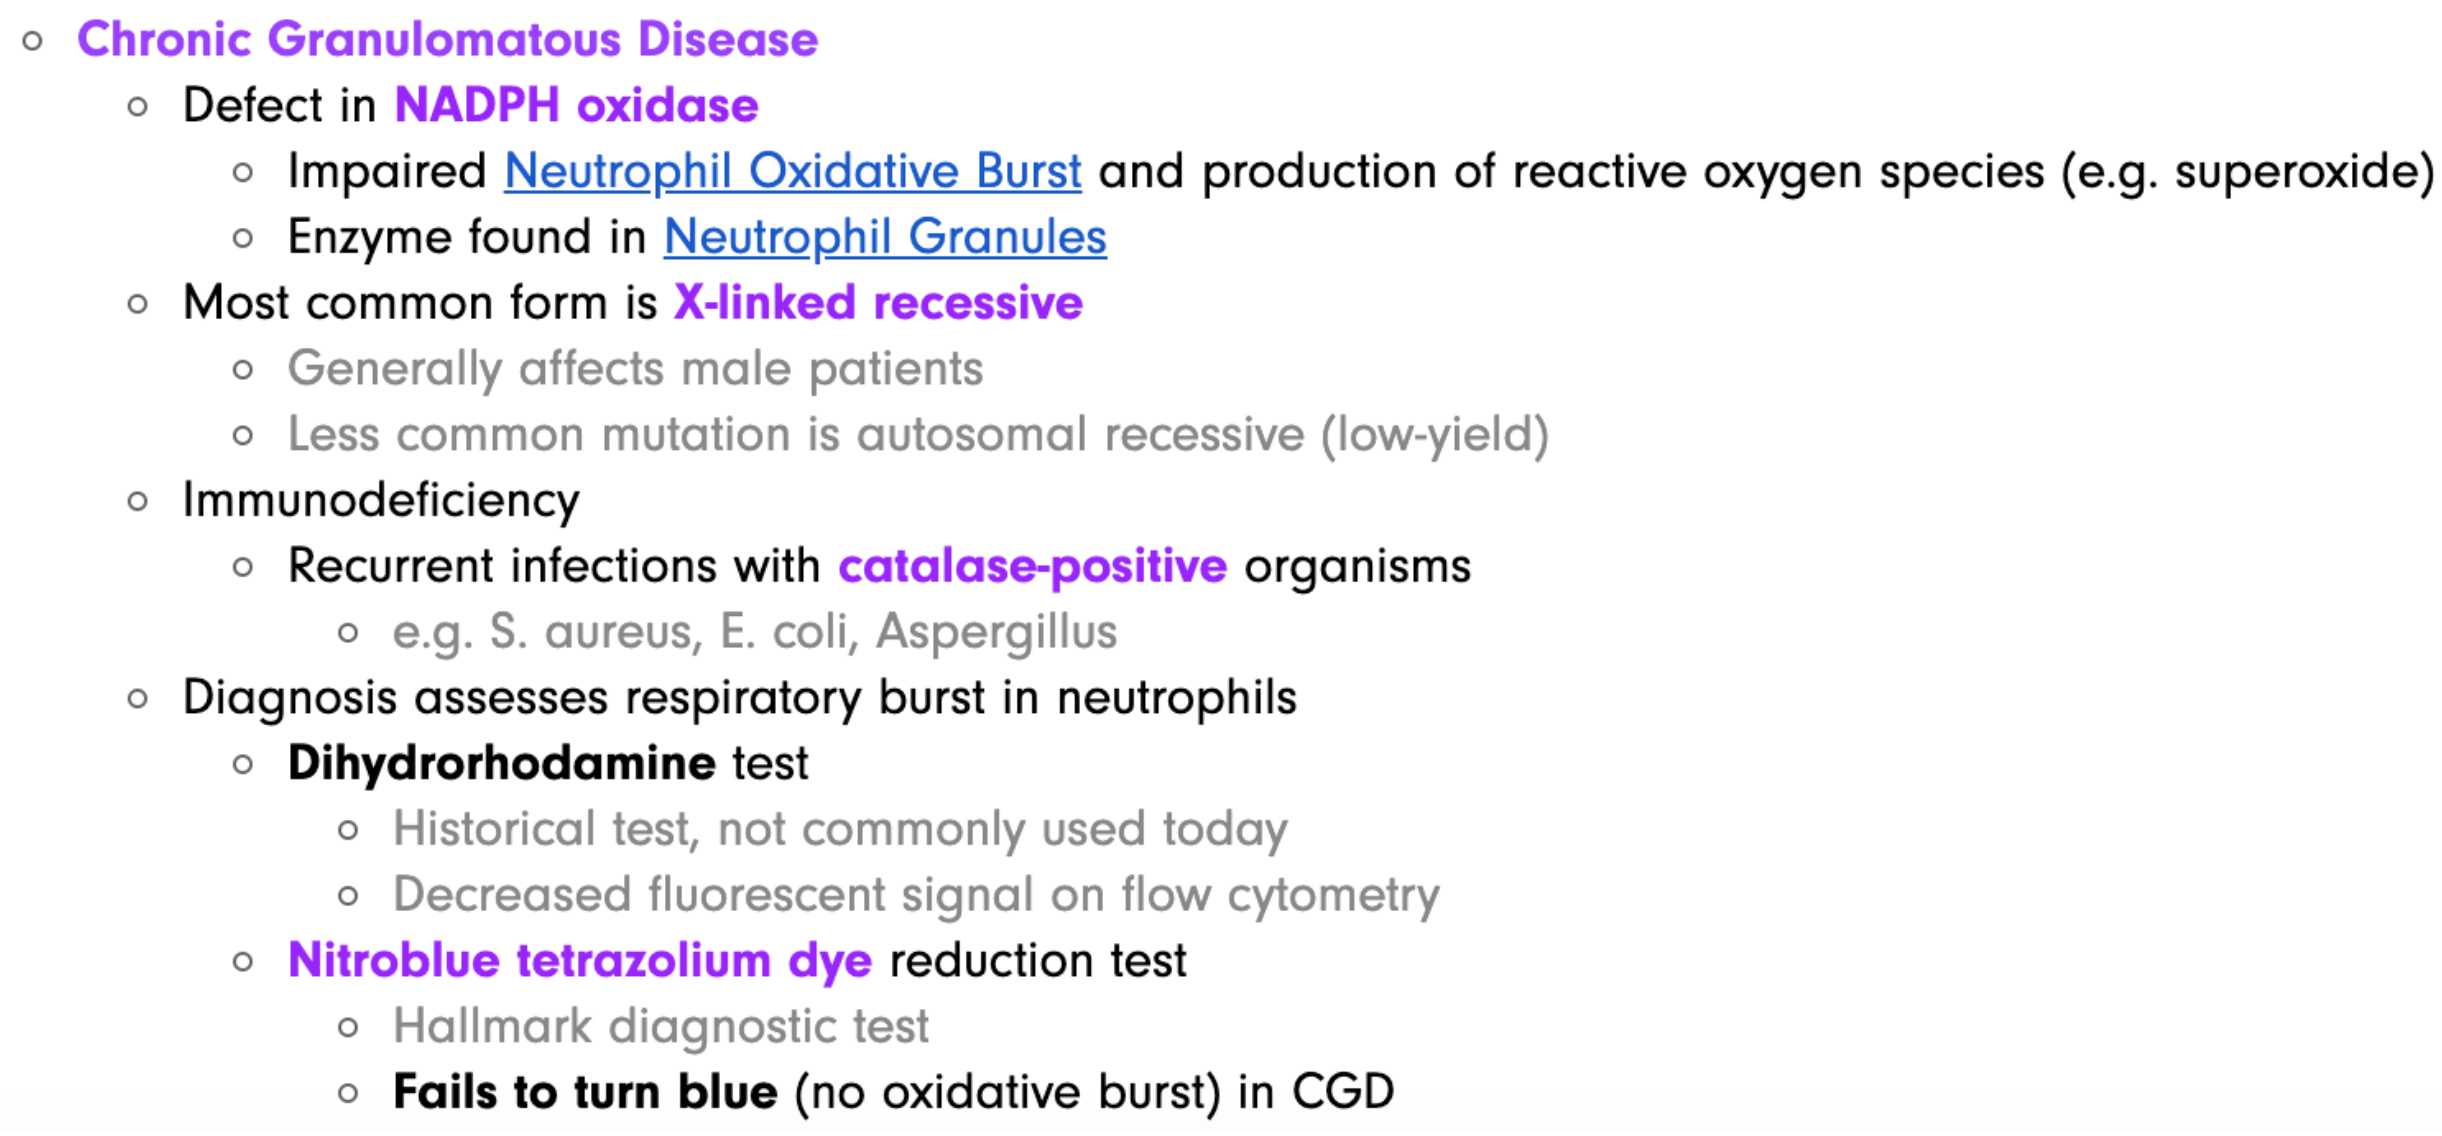 Chronic Granulomatous Disease
Defect in NADPH oxidase
Impaired Neutrophil Oxidative Burst and production of reactive oxygen species (e.g. superoxide)
Enzyme found in Neutrophil Granules
Most common form is X-linked recessive
Generally affects male patients
Less common mutation is autosomal recessive (low-yield)
Immunodeficiency
Recurrent infections with catalase-positive organisms
e.g. S. aureus, E. coli, Aspergillus
Diagnosis assesses respiratory burst in neutrophils
Dihydrorhodamine test
Historical test, not commonly used today
Decreased fluorescent signal on flow cytometry
Nitroblue tetrazolium dye reduction test
Hallmark diagnostic test
Fails to turn blue (no oxidative burst) in CGD